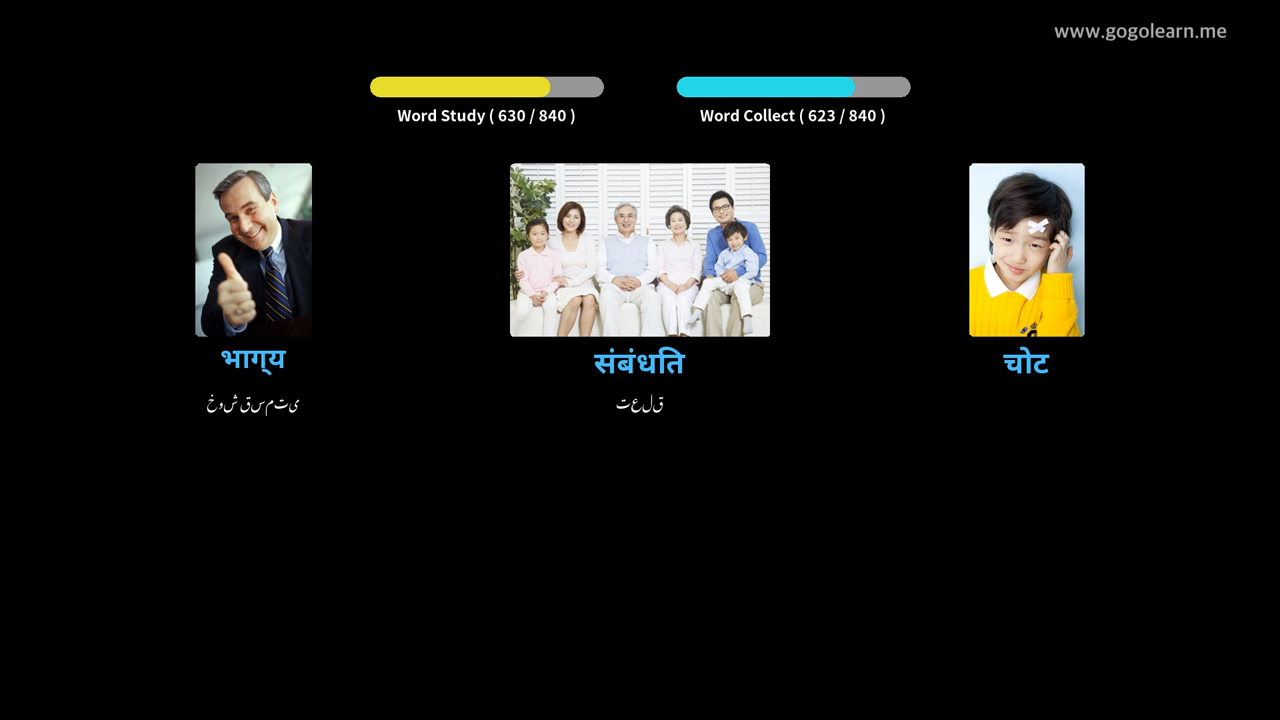 www.gogolearn.me
Word Study ( 630 / 840 )
Word Collect ( 623 / 840 )
भाग्‌य
संबंधति
चोट
خوش قسمتی
تعلق